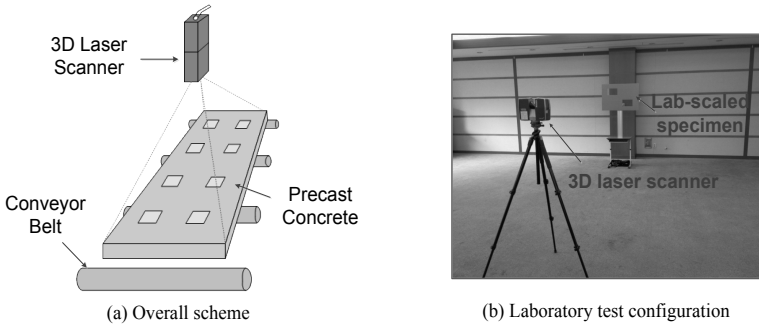 3D Laser
Scanner
Conveyor
Belt
Precast
Concrete
(a) Overall scheme
Lab-scaled
specimen
3D laser scanner
(b) Laboratory test configuration